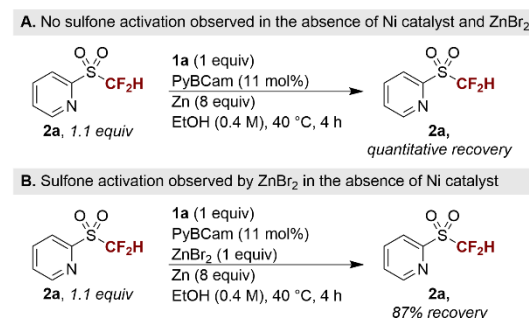 A. No sulfone activation observed in the absence of Ni catalyst and ZnBr2
O O
S
CF2H
N
2a, 1.1 equiv
1a (1 equiv)
PyBCam (11 mol%)
Zn (8 equiv)
EtOH (0.4 M), 40 °C, 4 h
O O
S
CF2H
N
2a,
quantitative recovery
B. Sulfone activation observed by ZnBr2 in the absence of Ni catalyst
O O
S
CF2H
N
2a, 1.1 equiv
1a (1 equiv)
PyBCam (11 mol%)
ZnBr2 (1 equiv)
Zn (8 equiv)
EtOH (0.4 M), 40 °C, 4 h
O O
S
CF2H
N
2a,
87% recovery